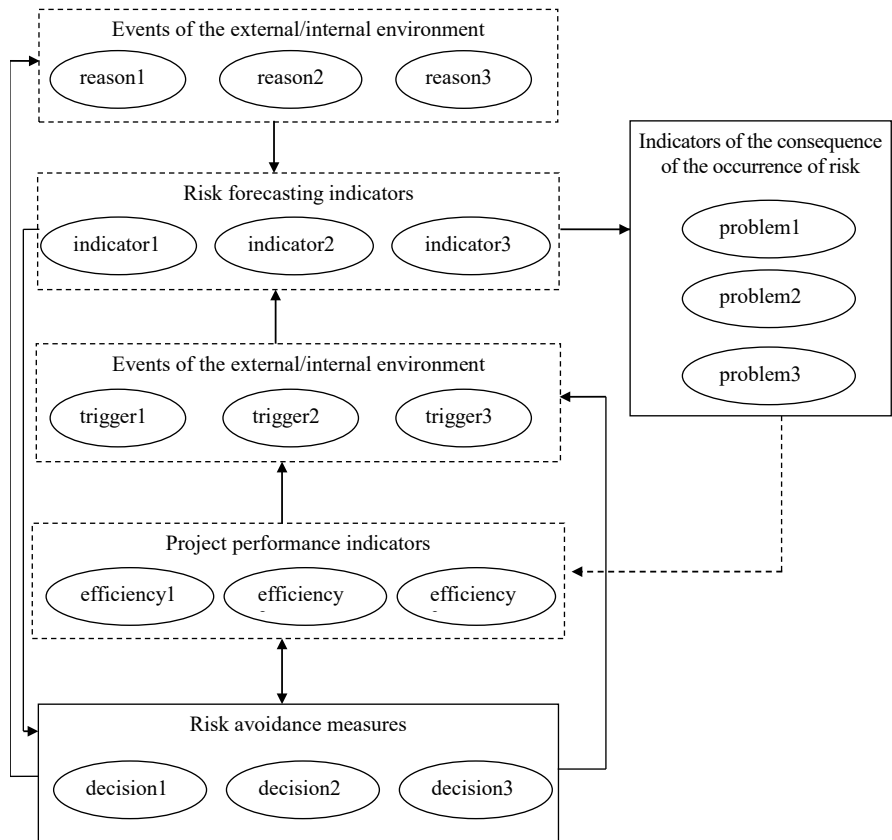 Events of the external/internal environment
reason1
reason2
reason3
Indicators of the consequence
of the occurrence of risk
problem1
problem2
problem3
Risk forecasting indicators
indicator1
indicator2
indicator3
Events of the external/internal environment
trigger1
trigger2
trigger3
Project performance indicators
efficiency1
efficiency
efficiency
Risk avoidance measures
decision1
decision2
decision3